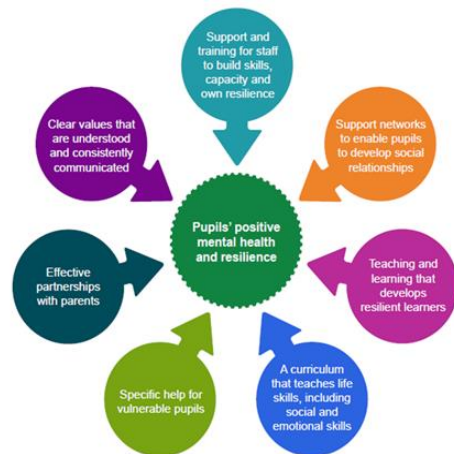 Support and
training for staff
to build skills,
capacity and
own resilience
Clear values that
are understood
and consistently
communicated
Support networks
to enable pupils
to develop social
relationships
Pupils' positive
mental health
and resilience
Effective
partnerships
with parents
Teaching and
learning that
develops
resilient learners
Specific help for
vulnerable pupils
A curriculum
that teaches life
skills, including
social and
emotional skills